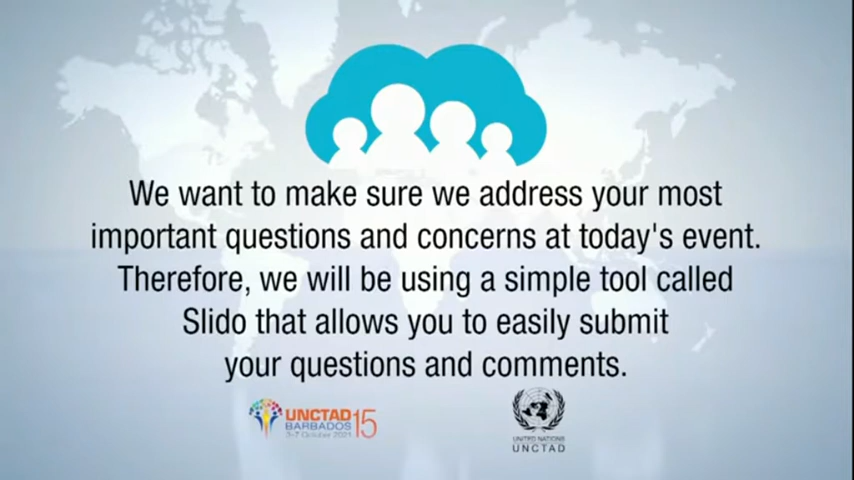 We want to make sure we address your most
important questions and concerns at today's event.
Therefore, we will be using a simple tool called
Slido that allows you to easily submit
your questions and comments.
UNCTAD 15
BARBADOS
3-7 October 2021
UNITED NATIONS
UNCTAD